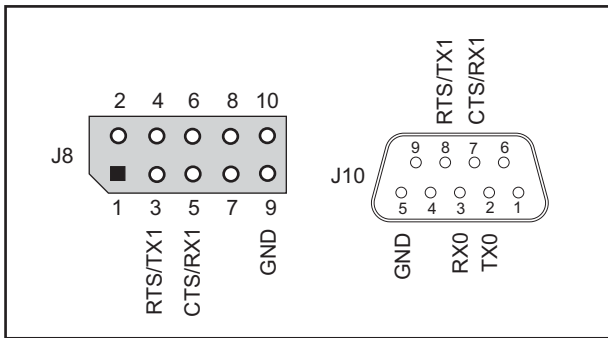 2 4 6 8 10
J8
1 3 5 7 9
RTS/TX1
CTS/RX1
GND
RTS/TX1
CTS/RX1
9 8 7 6
J10
5 4 3 2 1
GND
RX0
TX0